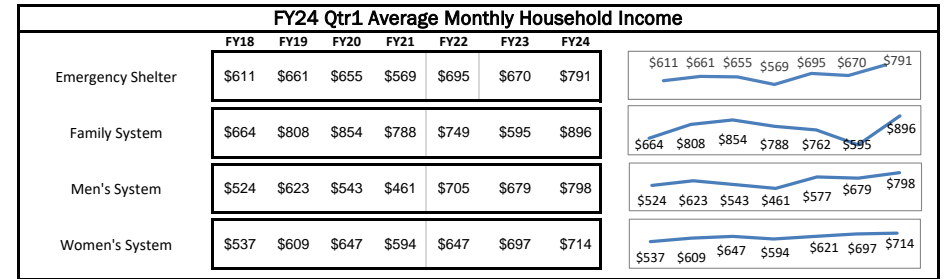 FY24 Qtr1 Average Monthly Household Income
FY18 FY19 FY20 FY21 FY22 FY23 FY24
Emergency Shelter $611 $661 $655 $569 $695 $670 $791 $611 $661 $655 $569 $695 $670 $791
Family System $664 $808 $854 $788 $749 $595 $896 $664 $808 $854 $788 $762 $595 $896
Men's System $524 $623 $543 $461 $705 $679 $798 $524 $623 $543 $461 $577 $679 $798
Women's System $537 $609 $647 $594 $647 $697 $714 $537 $609 $647 $594 $621 $697 $714